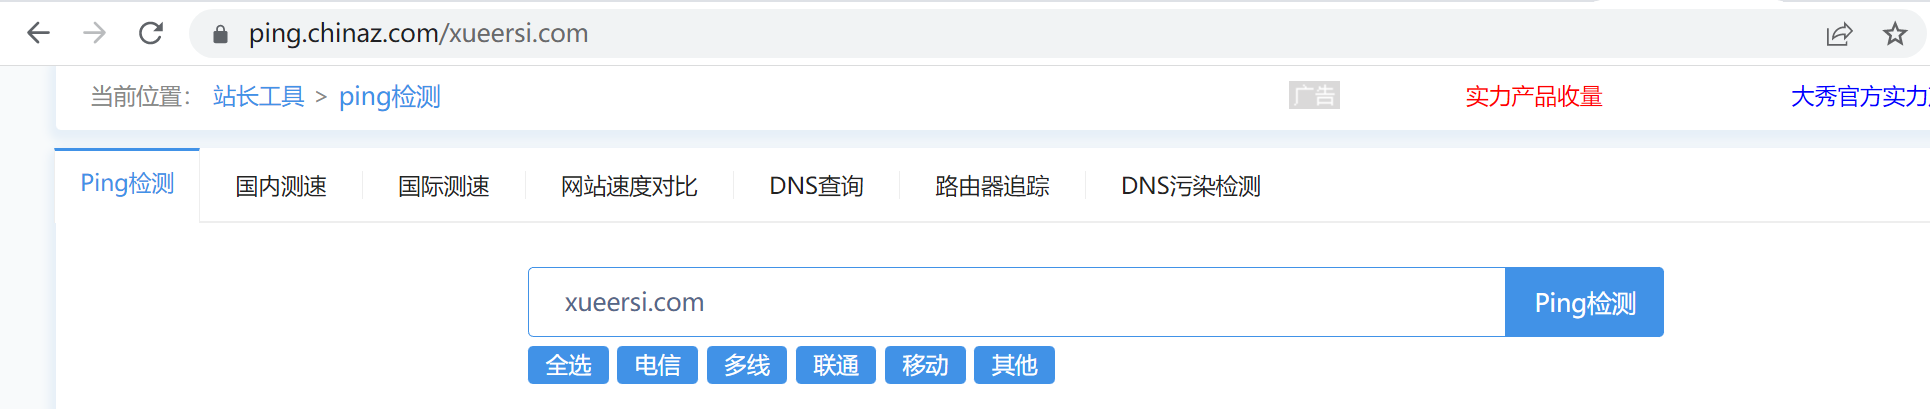 ping.chinaz.com/xueersi.com
当前位置： 站长工具 > ping检测 广告 实力产品收量 大秀官方实力
Ping检测 国内测速 国际测速 网站速度对比 DNS查询 路由器追踪 DNS污染检测
xueersi.com Ping检测
全选 电信 多线 联通 移动 其他